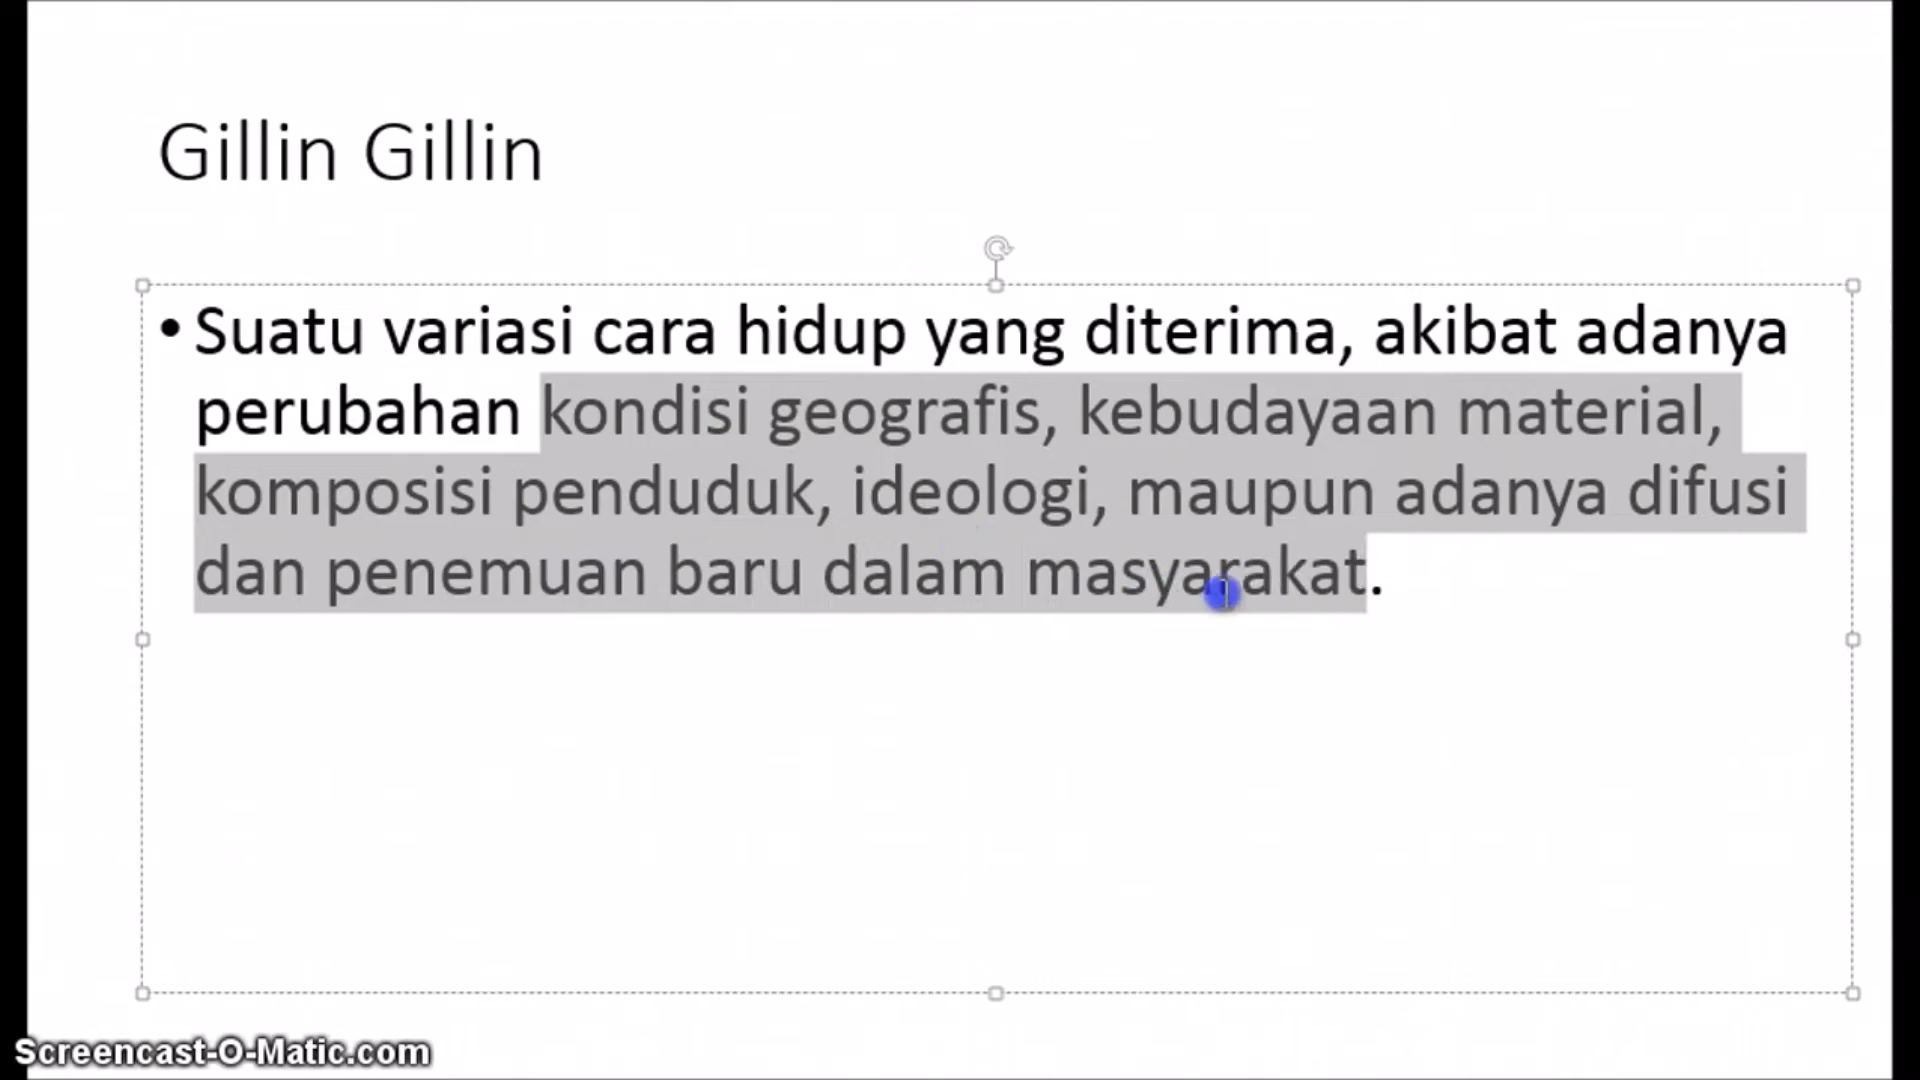 Gillin Gillin
• Suatu variasi cara hidup yang diterima, akibat adanya
perubahan kondisi geografis, kebudayaan material,
komposisi penduduk, ideologi, maupun adanya difusi
dan penemuan baru dalam masyarakat.
Screencast-O-Matic.com